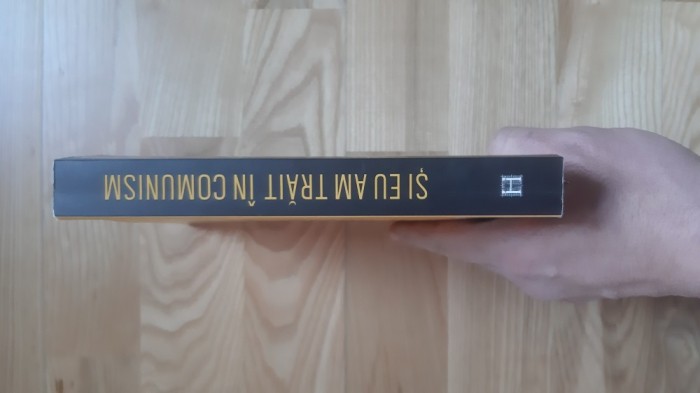 ȘI EU AM TRĂIT ÎN COMUNISM
H